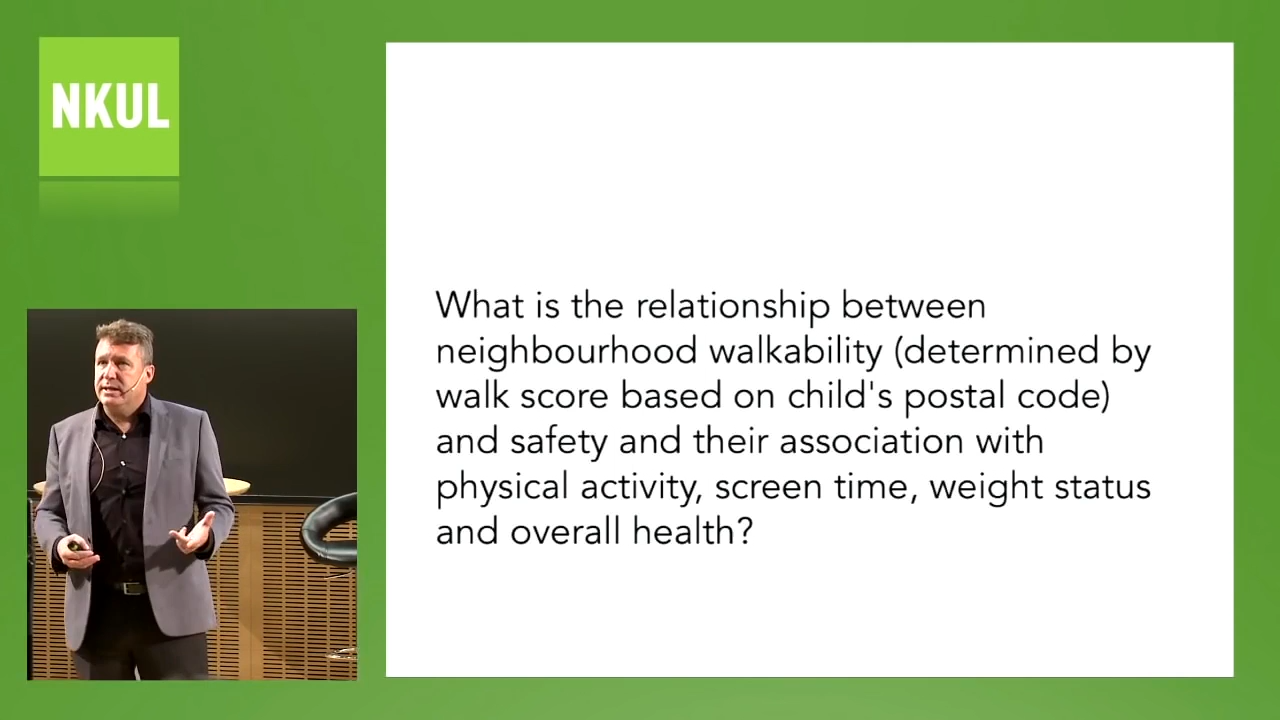 NKUL
What is the relationship between
neighbourhood walkability (determined by
walk score based on child's postal code)
and safety and their association with
physical activity, screen time, weight status
and overall health?